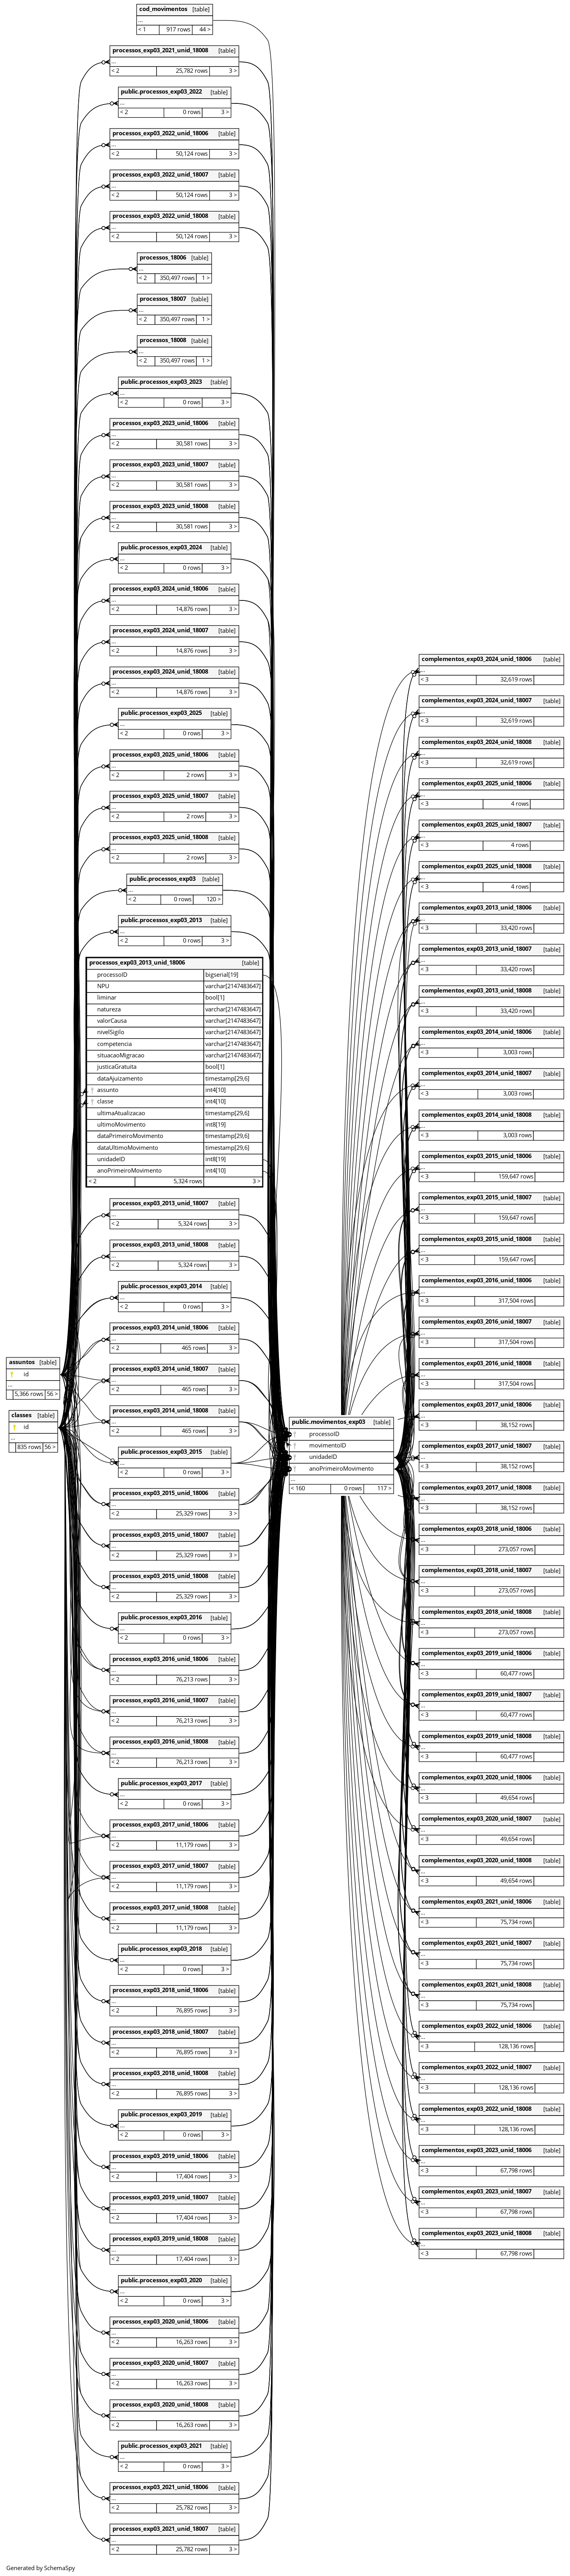 assuntos [table]
id
...
5,366 rows 56 >
classes [table]
id
...
835 rows 56 >
cod_movimentos [table]
...
< 1 917 rows 44 >
processos_exp03_2021_unid_18008 [table]
...
< 2 25,782 rows 3 >
public.processos_exp03_2022 [table]
...
< 2 0 rows 3 >
processos_exp03_2022_unid_18006 [table]
...
< 2 50,124 rows 3 >
processos_exp03_2022_unid_18007 [table]
...
< 2 50,124 rows 3 >
processos_exp03_2022_unid_18008 [table]
...
< 2 50,124 rows 3 >
processos_18006 [table]
...
< 2 350,497 rows 1 >
processos_18007 [table]
...
< 2 350,497 rows 1 >
processos_18008 [table]
...
< 2 350,497 rows 1 >
public.processos_exp03_2023 [table]
...
< 2 0 rows 3 >
processos_exp03_2023_unid_18006 [table]
...
< 2 30,581 rows 3 >
processos_exp03_2023_unid_18007 [table]
...
< 2 30,581 rows 3 >
processos_exp03_2023_unid_18008 [table]
...
< 2 30,581 rows 3 >
public.processos_exp03_2024 [table]
...
< 2 0 rows 3 >
processos_exp03_2024_unid_18006 [table]
...
< 2 14,876 rows 3 >
processos_exp03_2024_unid_18007 [table]
...
< 2 14,876 rows 3 >
processos_exp03_2024_unid_18008 [table]
...
< 2 14,876 rows 3 >
public.processos_exp03_2025 [table]
...
< 2 0 rows 3 >
processos_exp03_2025_unid_18006 [table]
...
< 2 2 rows 3 >
processos_exp03_2025_unid_18007 [table]
...
< 2 2 rows 3 >
processos_exp03_2025_unid_18008 [table]
...
< 2 2 rows 3 >
public.processos_exp03 [table]
...
< 2 0 rows 120 >
public.processos_exp03_2013 [table]
...
< 2 0 rows 3 >
processos_exp03_2013_unid_18006 [table]
processoID bigserial[19]
NPU varchar[2147483647]
liminar bool[1]
natureza varchar[2147483647]
valorCausa varchar[2147483647]
nivelSigilo varchar[2147483647]
competencia varchar[2147483647]
situacaoMigracao varchar[2147483647]
justicaGratuita bool[1]
dataAjuizamento timestamp[29,6]
assunto int4[10]
classe int4[10]
ultimaAtualizacao timestamp[29,6]
ultimoMovimento int8[19]
dataPrimeiroMovimento timestamp[29,6]
dataUltimoMovimento timestamp[29,6]
unidadeID int8[19]
anoPrimeiroMovimento int4[10]
< 2 5,324 rows 3 >
processos_exp03_2013_unid_18007 [table]
...
< 2 5,324 rows 3 >
processos_exp03_2013_unid_18008 [table]
...
< 2 5,324 rows 3 >
public.processos_exp03_2014 [table]
...
< 2 0 rows 3 >
processos_exp03_2014_unid_18006 [table]
...
< 2 465 rows 3 >
processos_exp03_2014_unid_18007 [table]
...
< 2 465 rows 3 >
processos_exp03_2014_unid_18008 [table]
...
< 2 465 rows 3 >
public.processos_exp03_2015 [table]
...
< 2 0 rows 3 >
processos_exp03_2015_unid_18006 [table]
...
< 2 25,329 rows 3 >
processos_exp03_2015_unid_18007 [table]
...
< 2 25,329 rows 3 >
processos_exp03_2015_unid_18008 [table]
...
< 2 25,329 rows 3 >
public.processos_exp03_2016 [table]
...
< 2 0 rows 3 >
processos_exp03_2016_unid_18006 [table]
...
< 2 76,213 rows 3 >
processos_exp03_2016_unid_18007 [table]
...
< 2 76,213 rows 3 >
processos_exp03_2016_unid_18008 [table]
...
< 2 76,213 rows 3 >
public.processos_exp03_2017 [table]
...
< 2 0 rows 3 >
processos_exp03_2017_unid_18006 [table]
...
< 2 11,179 rows 3 >
processos_exp03_2017_unid_18007 [table]
...
< 2 11,179 rows 3 >
processos_exp03_2017_unid_18008 [table]
...
< 2 11,179 rows 3 >
public.processos_exp03_2018 [table]
...
< 2 0 rows 3 >
processos_exp03_2018_unid_18006 [table]
...
< 2 76,895 rows 3 >
processos_exp03_2018_unid_18007 [table]
...
< 2 76,895 rows 3 >
processos_exp03_2018_unid_18008 [table]
...
< 2 76,895 rows 3 >
public.processos_exp03_2019 [table]
...
< 2 0 rows 3 >
processos_exp03_2019_unid_18006 [table]
...
< 2 17,404 rows 3 >
processos_exp03_2019_unid_18007 [table]
...
< 2 17,404 rows 3 >
processos_exp03_2019_unid_18008 [table]
...
< 2 17,404 rows 3 >
public.processos_exp03_2020 [table]
...
< 2 0 rows 3 >
processos_exp03_2020_unid_18006 [table]
...
< 2 16,263 rows 3 >
processos_exp03_2020_unid_18007 [table]
...
< 2 16,263 rows 3 >
processos_exp03_2020_unid_18008 [table]
...
< 2 16,263 rows 3 >
public.processos_exp03_2021 [table]
...
< 2 0 rows 3 >
processos_exp03_2021_unid_18006 [table]
...
< 2 25,782 rows 3 >
processos_exp03_2021_unid_18007 [table]
...
< 2 25,782 rows 3 >
public.movimentos_exp03 [table]
processoID
movimentoID
unidadeID
anoPrimeiroMovimento
...
< 160 0 rows 117 >
complementos_exp03_2024_unid_18006 [table]
...
< 3 32,619 rows
complementos_exp03_2024_unid_18007 [table]
...
< 3 32,619 rows
complementos_exp03_2024_unid_18008 [table]
...
< 3 32,619 rows
complementos_exp03_2025_unid_18006 [table]
...
< 3 4 rows
complementos_exp03_2025_unid_18007 [table]
...
< 3 4 rows
complementos_exp03_2025_unid_18008 [table]
...
< 3 4 rows
complementos_exp03_2013_unid_18006 [table]
...
< 3 33,420 rows
complementos_exp03_2013_unid_18007 [table]
...
< 3 33,420 rows
complementos_exp03_2013_unid_18008 [table]
...
< 3 33,420 rows
complementos_exp03_2014_unid_18006 [table]
...
< 3 3,003 rows
complementos_exp03_2014_unid_18007 [table]
...
< 3 3,003 rows
complementos_exp03_2014_unid_18008 [table]
...
< 3 3,003 rows
complementos_exp03_2015_unid_18006 [table]
...
< 3 159,647 rows
complementos_exp03_2015_unid_18007 [table]
...
< 3 159,647 rows
complementos_exp03_2015_unid_18008 [table]
...
< 3 159,647 rows
complementos_exp03_2016_unid_18006 [table]
...
< 3 317,504 rows
complementos_exp03_2016_unid_18007 [table]
...
< 3 317,504 rows
complementos_exp03_2016_unid_18008 [table]
...
< 3 317,504 rows
complementos_exp03_2017_unid_18006 [table]
...
< 3 38,152 rows
complementos_exp03_2017_unid_18007 [table]
...
< 3 38,152 rows
complementos_exp03_2017_unid_18008 [table]
...
< 3 38,152 rows
complementos_exp03_2018_unid_18006 [table]
...
< 3 273,057 rows
complementos_exp03_2018_unid_18007 [table]
...
< 3 273,057 rows
complementos_exp03_2018_unid_18008 [table]
...
< 3 273,057 rows
complementos_exp03_2019_unid_18006 [table]
...
< 3 60,477 rows
complementos_exp03_2019_unid_18007 [table]
...
< 3 60,477 rows
complementos_exp03_2019_unid_18008 [table]
...
< 3 60,477 rows
complementos_exp03_2020_unid_18006 [table]
...
< 3 49,654 rows
complementos_exp03_2020_unid_18007 [table]
...
< 3 49,654 rows
complementos_exp03_2020_unid_18008 [table]
...
< 3 49,654 rows
complementos_exp03_2021_unid_18006 [table]
...
< 3 75,734 rows
complementos_exp03_2021_unid_18007 [table]
...
< 3 75,734 rows
complementos_exp03_2021_unid_18008 [table]
...
< 3 75,734 rows
complementos_exp03_2022_unid_18006 [table]
...
< 3 128,136 rows
complementos_exp03_2022_unid_18007 [table]
...
< 3 128,136 rows
complementos_exp03_2022_unid_18008 [table]
...
< 3 128,136 rows
complementos_exp03_2023_unid_18006 [table]
...
< 3 67,798 rows
complementos_exp03_2023_unid_18007 [table]
...
< 3 67,798 rows
complementos_exp03_2023_unid_18008 [table]
...
< 3 67,798 rows
Generated by SchemaSpy